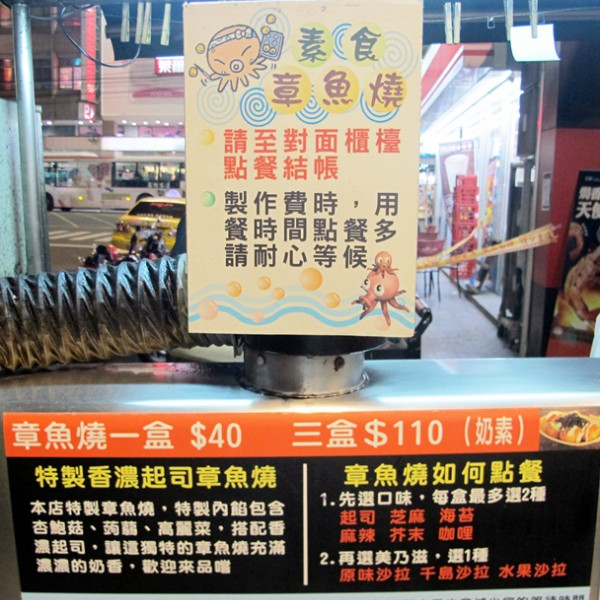 素食
章魚燒
請至對面櫃檯
點餐結帳
製作費時，用
餐時間點餐多
請耐心等候
章魚燒一盒 $40 三盒$110（奶素）
特製香濃起司章魚燒
本店特製章魚燒，特製內餡包含
杏鮑菇、蒟蒻、高麗菜，搭配香
濃起司，讓這獨特的章魚燒充滿
濃濃的奶香，歡迎來品嚐
章魚燒如何點餐
1.先選口味，每盒最多選2種
起司 芝麻 海苔
麻辣 芥末 咖哩
2.再選美乃滋，選1種
原味沙拉 千島沙拉 水果沙拉